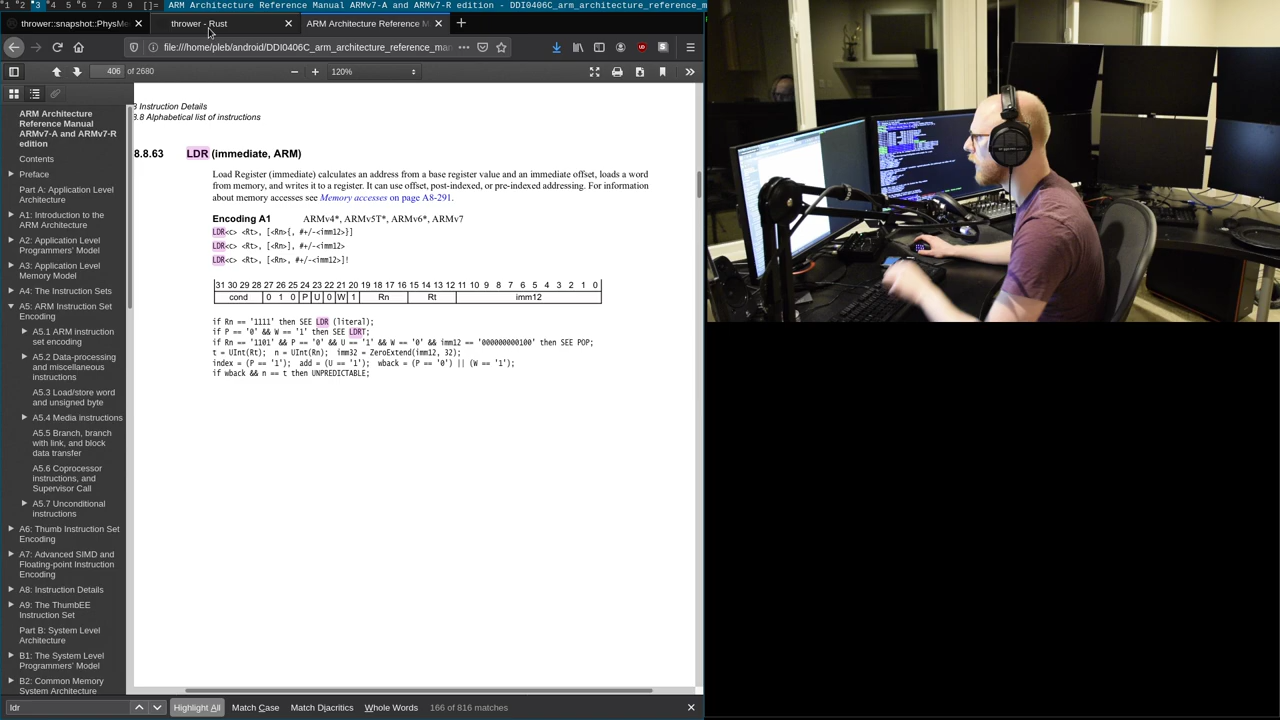 1 2 3 4 5 6 7 8 9 []= ARM Architecture Reference Manual ARMv7-A and ARMv7-R edition - DDI0406C_arm_architecture_reference_m
thrower::snapshot::PhysMe
thrower - Rust
ARM Architecture Reference M
file:///home/pleb/android/DDI0406C_arm_architecture_reference_ma
406 of 2680
120%
ARM Architecture
Reference Manual
ARMv7-A and ARMv7-R
edition
Contents
Preface
Part A: Application Level
Architecture
A1: Introduction to the
ARM Architecture
A2: Application Level
Programmers' Model
A3: Application Level
Memory Model
A4: The Instruction Sets
A5: ARM Instruction Set
Encoding
A5.1 ARM instruction
set encoding
A5.2 Data-processing
and miscellaneous
instructions
A5.3 Load/store word
and unsigned byte
A5.4 Media instructions
A5.5 Branch, branch
with link, and block
data transfer
A5.6 Coprocessor
instructions, and
Supervisor Call
A5.7 Unconditional
instructions
A6: Thumb Instruction Set
Encoding
A7: Advanced SIMD and
Floating-point Instruction
Encoding
A8: Instruction Details
A9: The ThumbEE
Instruction Set
Part B: System Level
Architecture
B1: The System Level
Programmers' Model
B2: Common Memory
System Architecture
3 Instruction Details
3.8 Alphabetical list of instructions
8.8.63 LDR (immediate, ARM)
Load Register (immediate) calculates an address from a base register value and an immediate offset, loads a word
from memory, and writes it to a register. It can use offset, post-indexed, or pre-indexed addressing. For information
about memory accesses see Memory accesses on page A8-291.
Encoding A1 ARMv4*, ARMv5T*, ARMv6*, ARMv7
LDR<c> <Rt>, [<Rn>{, #+/-<imm12>}]
LDR<c> <Rt>, [<Rn>], #+/-<imm12>
LDR<c> <Rt>, [<Rn>, #+/-<imm12>]!
31 30 29 28 27 26 25 24 23 22 21 20 19 18 17 16 15 14 13 12 11 10 9 8 7 6 5 4 3 2 1 0
cond 0 1 0 P U 0 W 1 Rn Rt imm12
if Rn == '1111' then SEE LDR (literal);
if P == '0' && W == '1' then SEE LDRT;
if Rn == '1101' && P == '0' && U == '1' && W == '0' && imm12 == '000000000100' then SEE POP;
t = UInt(Rt); n = UInt(Rn); imm32 = ZeroExtend(imm12, 32);
index = (P == '1'); add = (U == '1'); wback = (P == '0') || (W == '1');
if wback && n == t then UNPREDICTABLE;
ldr
Highlight All Match Case Match Diacritics Whole Words 166 of 816 matches